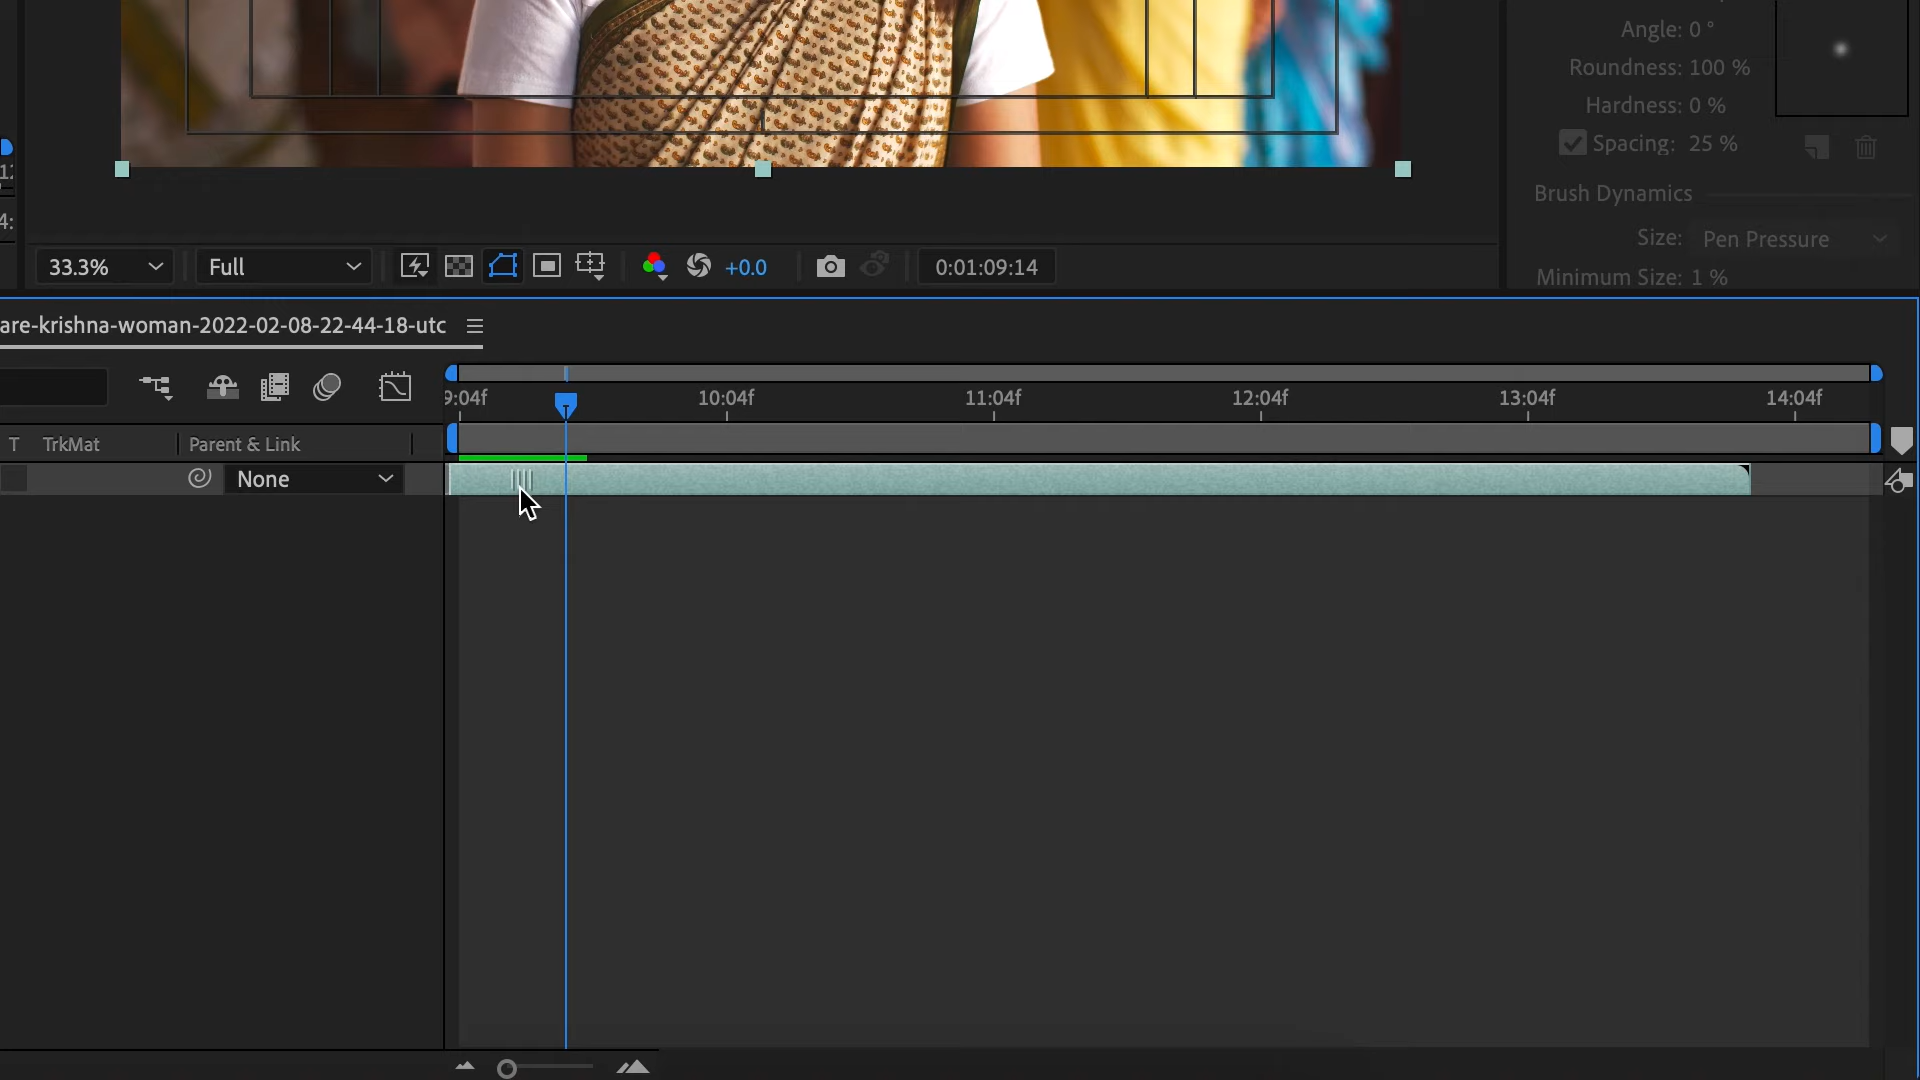 Angle: 0 °
Roundness: 100 %
Hardness: 0 %
Spacing: 25 %
Brush Dynamics
Size: Pen Pressure
Minimum Size: 1 %
4:
33.3% Full +0.0 0:01:09:14
are-krishna-woman-2022-02-08-22-44-18-utc
9:04f 10:04f 11:04f 12:04f 13:04f 14:04f
T TrkMat Parent & Link
None